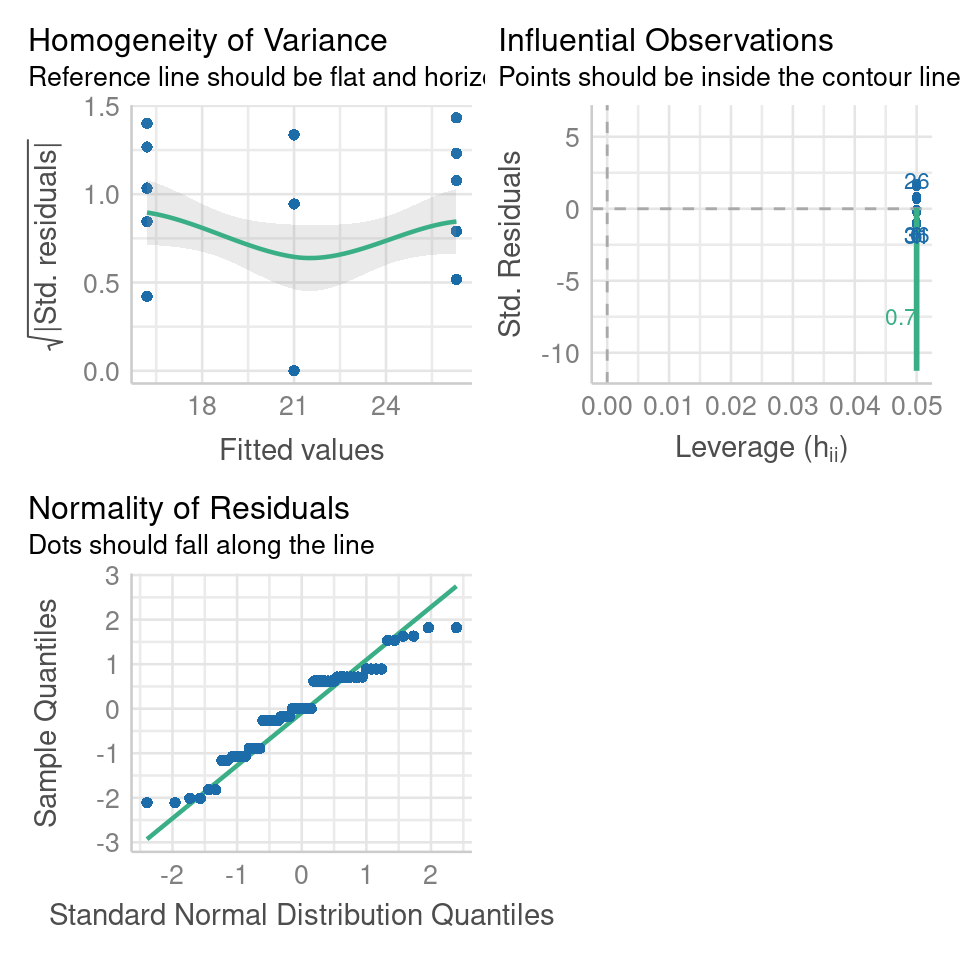 Homogeneity of Variance
Reference line should be flat and horizo
√|Std. residuals|
1.5
1.0
0.5
0.0
18 21 24
Fitted values
Influential Observations
Points should be inside the contour line
Std. Residuals
5
0
-5
-10
26
0.7
0.00 0.01 0.02 0.03 0.04 0.05
Leverage (hii)
Normality of Residuals
Dots should fall along the line
Sample Quantiles
3
2
1
0
-1
-2
-3
-2 -1 0 1 2
Standard Normal Distribution Quantiles